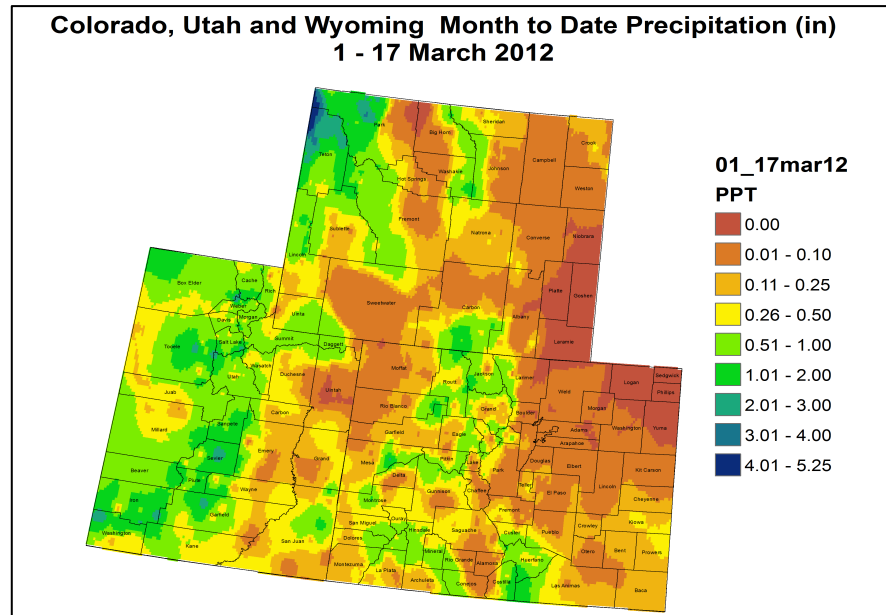 Colorado, Utah and Wyoming Month to Date Precipitation (in)
1 - 17 March 2012
01_17mar12
PPT
0.00
0.01 - 0.10
0.11 - 0.25
0.26 - 0.50
0.51 - 1.00
1.01 - 2.00
2.01 - 3.00
3.01 - 4.00
4.01 - 5.25
Park
Sheridan
Big Horn
Crook
Campbell
Teton
Johnson
Washakie
Hot Springs
Weston
Fremont
Sublette
Natrona
Converse
Niobrara
Lincoln
Platte
Goshen
Sweetwater
Carbon
Albany
Uinta
Laramie
Box Elder
Cache
Rich
Weber
Davis
Morgan
Tooele
Salt Lake
Summit
Daggett
Wasatch
Utah
Duchesne
Uintah
Juab
Carbon
Millard
Sanpete
Emery
Grand
Sevier
Beaver
Piute
Wayne
Iron
Garfield
Washington
Kane
San Juan
Moffat
Routt
Jackson
Larimer
Weld
Logan
Sedgwick
Phillips
Morgan
Grand
Boulder
Rio Blanco
Yuma
Washington
Adams
Garfield
Eagle
Arapahoe
Pitkin
Lake
Park
Douglas
Elbert
Kit Carson
Mesa
Delta
Lincoln
Gunnison
Chaffee
Teller
El Paso
Cheyenne
Montrose
Fremont
Kiowa
Ouray
San Miguel
Saguache
Custer
Pueblo
Crowley
Hinsdale
Dolores
Mineral
Otero
Bent
Prowers
Rio Grande
Alamosa
Huerfano
Montezuma
La Plata
Archuleta
Conejos
Costilla
Las Animas
Baca